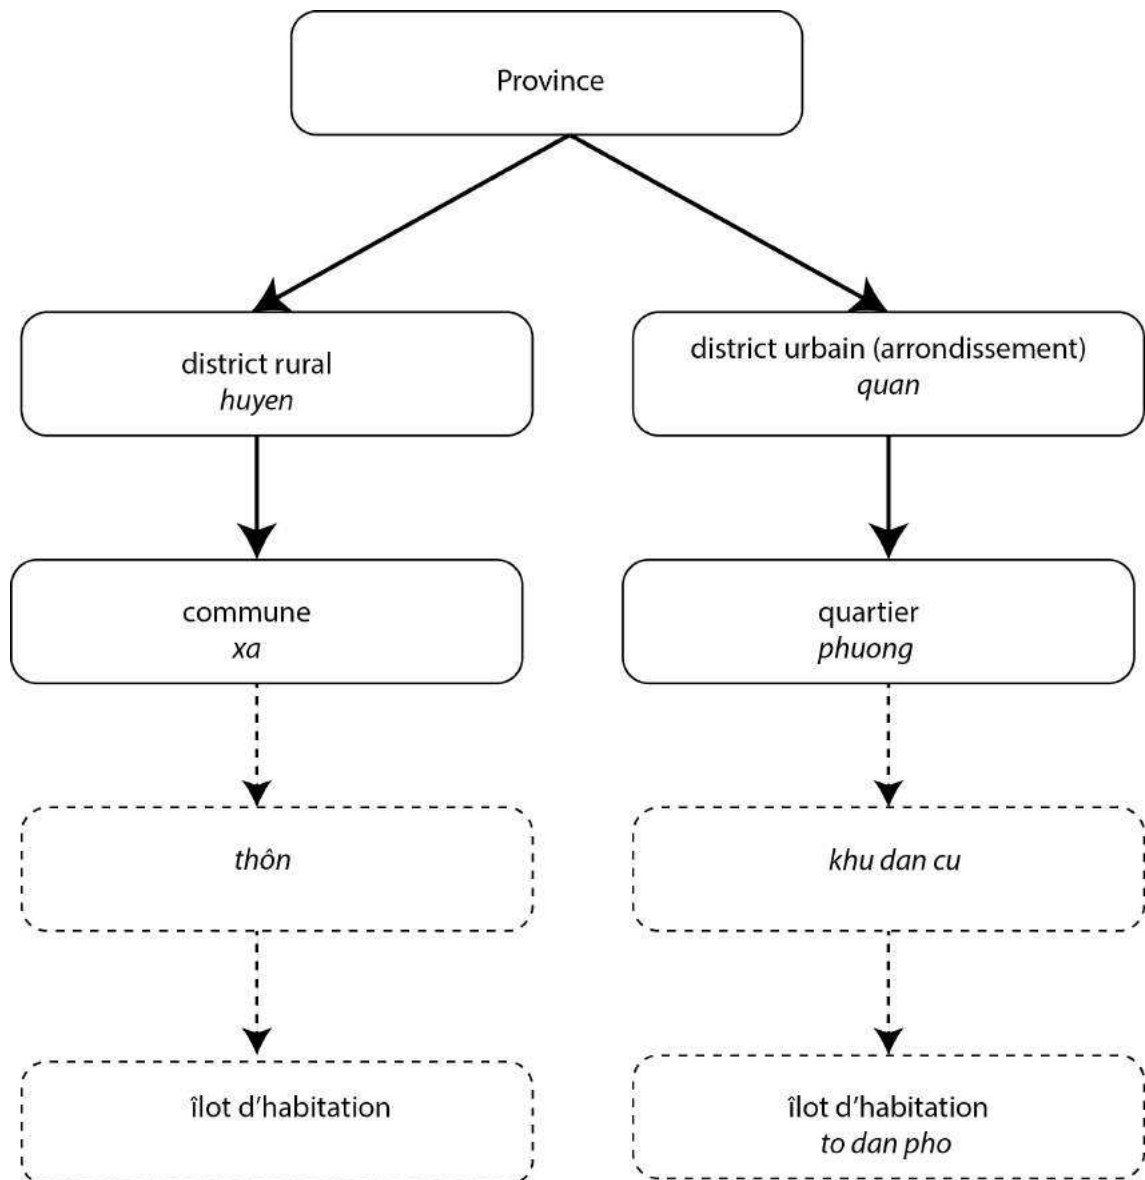 Province
district rural
huyen
district urbain (arrondissement)
quan
commune
xa
quartier
phuong
thôn
khu dan cu
îlot d'habitation
îlot d'habitation
to dan pho